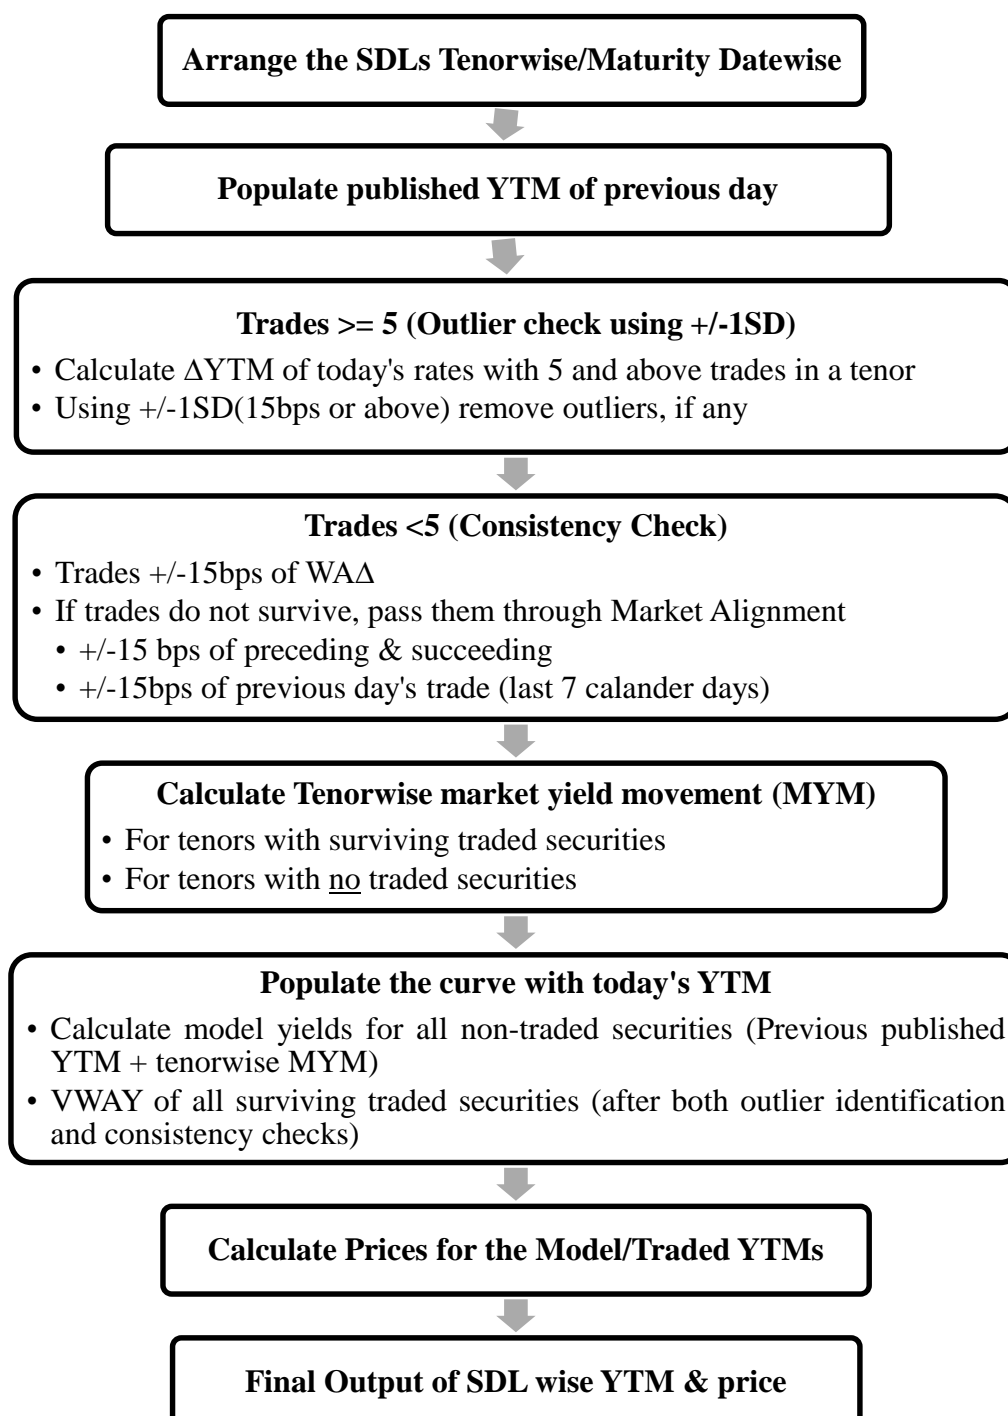 Arrange the SDLs Tenorwise/Maturity Datewise
Populate published YTM of previous day
Trades >= 5 (Outlier check using +/-1SD)
• Calculate ΔYTM of today's rates with 5 and above trades in a tenor
• Using +/-1SD(15bps or above) remove outliers, if any
Trades <5 (Consistency Check)
• Trades +/-15bps of WAΔ
• If trades do not survive, pass them through Market Alignment
• +/-15 bps of preceding & succeeding
• +/-15bps of previous day's trade (last 7 calander days)
Calculate Tenorwise market yield movement (MYM)
• For tenors with surviving traded securities
• For tenors with no traded securities
Populate the curve with today's YTM
• Calculate model yields for all non-traded securities (Previous published
YTM + tenorwise MYM)
• VWAY of all surviving traded securities (after both outlier identification
and consistency checks)
Calculate Prices for the Model/Traded YTMs
Final Output of SDL wise YTM & price